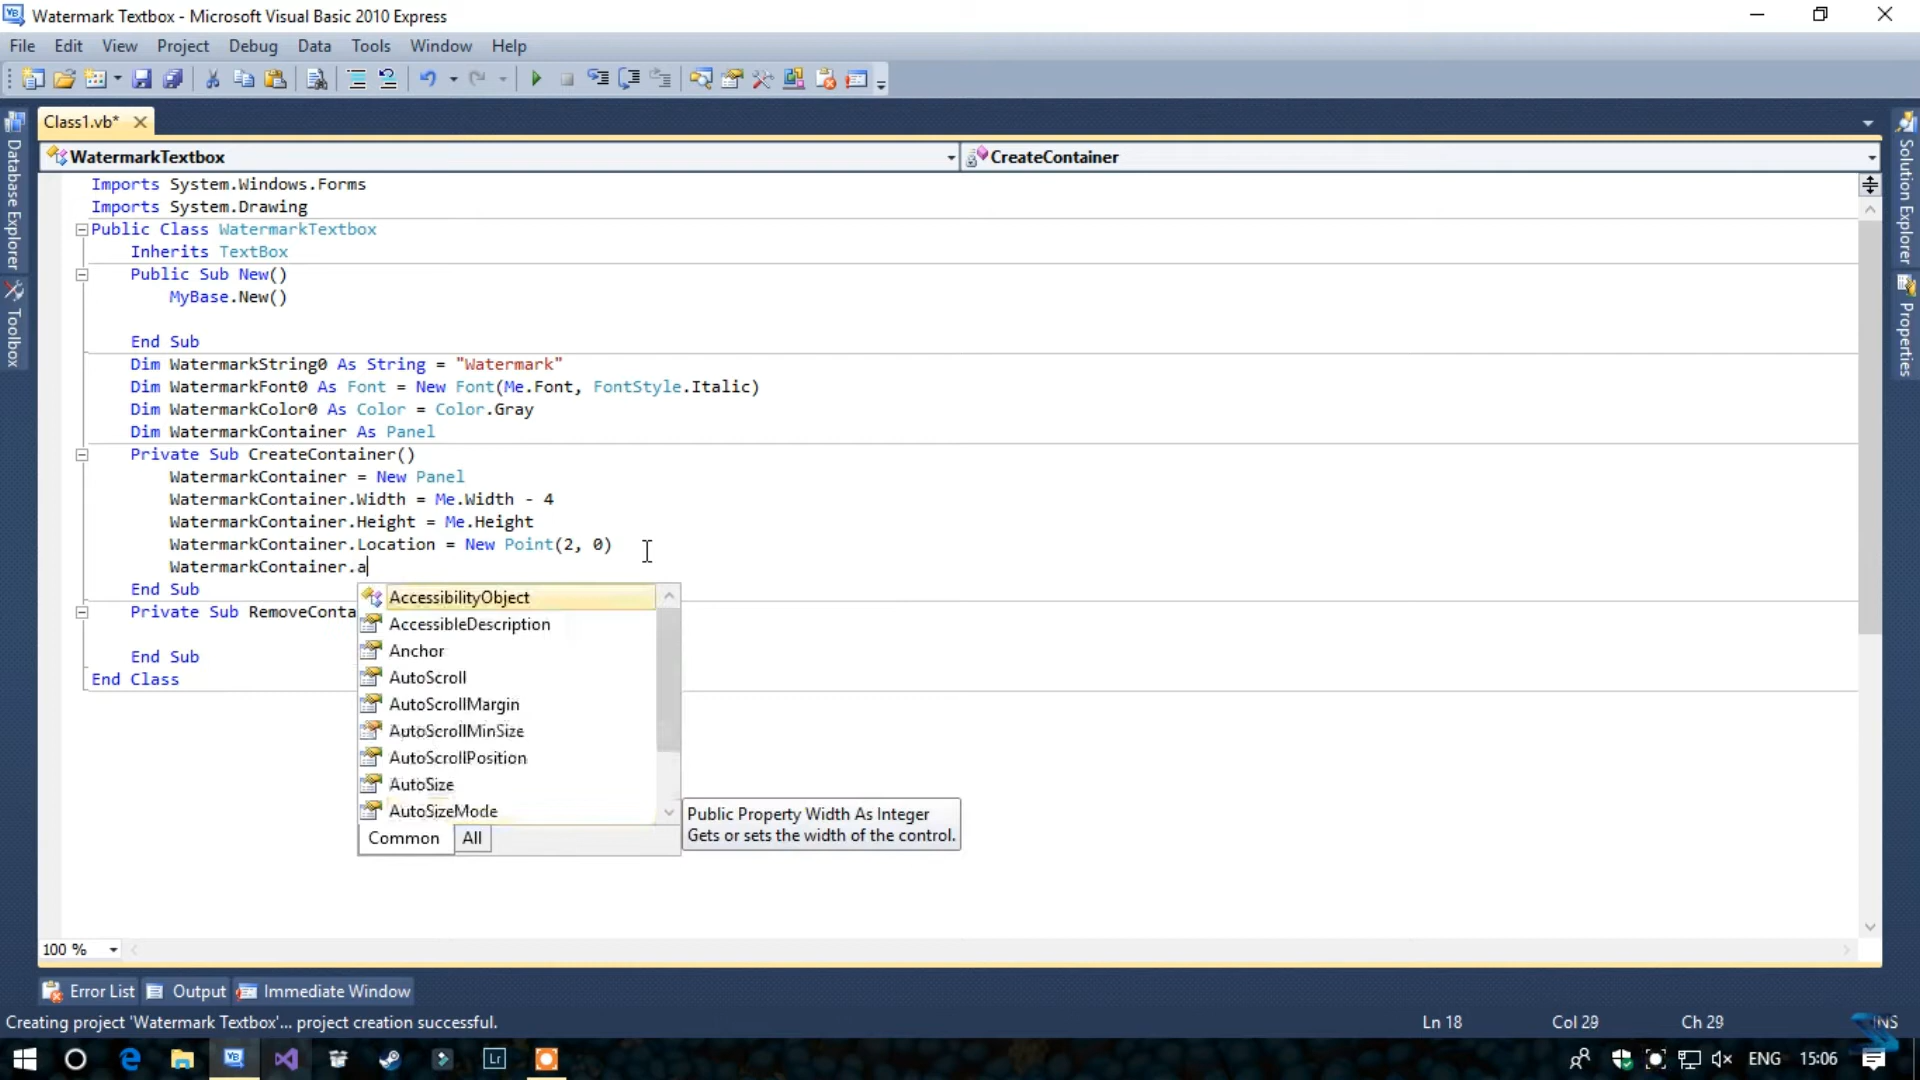 Watermark Textbox - Microsoft Visual Basic 2010 Express
File Edit View Project Debug Data Tools Window Help
Class1.vb*
WatermarkTextbox CreateContainer
Imports System.Windows.Forms
Imports System.Drawing
Public Class WatermarkTextbox
Inherits TextBox
Public Sub New()
MyBase.New()
End Sub
Dim WatermarkString0 As String = "Watermark"
Dim WatermarkFont0 As Font = New Font(Me.Font, FontStyle.Italic)
Dim WatermarkColor0 As Color = Color.Gray
Dim WatermarkContainer As Panel
Private Sub CreateContainer()
WatermarkContainer = New Panel
WatermarkContainer.Width = Me.Width - 4
WatermarkContainer.Height = Me.Height
WatermarkContainer.Location = New Point(2, 0)
WatermarkContainer.a
End Sub
Private Sub RemoveConta
End Sub
End Class
AccessibilityObject
AccessibleDescription
Anchor
AutoScroll
AutoScrollMargin
AutoScrollMinSize
AutoScrollPosition
AutoSize
AutoSizeMode
Common All
Public Property Width As Integer
Gets or sets the width of the control.
Database Explorer
Toolbox
Solution Explorer
Properties
100 %
Error List Output Immediate Window
Creating project 'Watermark Textbox'... project creation successful.
Ln 18 Col 29 Ch 29 INS
VB Lr ENG 15:06